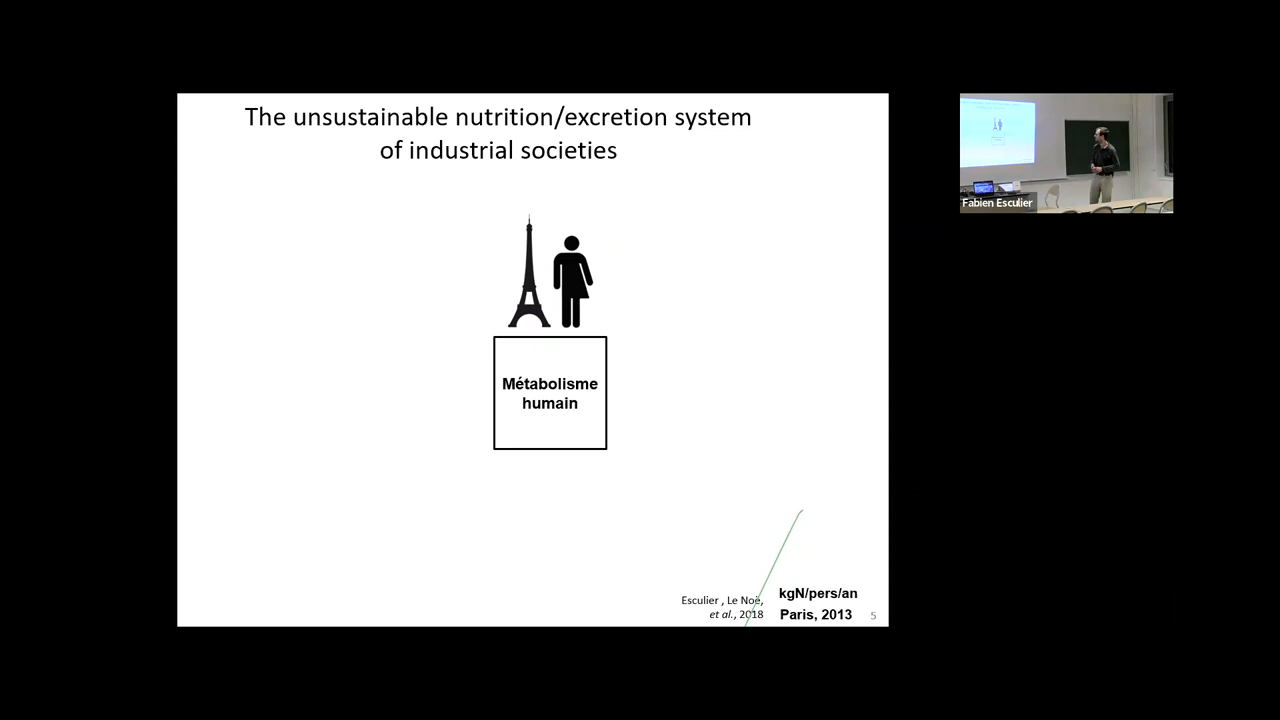 The unsustainable nutrition/excretion system
of industrial societies
Métabolisme
humain
Esculier , Le Noë,
et al., 2018
kgN/pers/an
Paris, 2013
5
Fabien Esculier